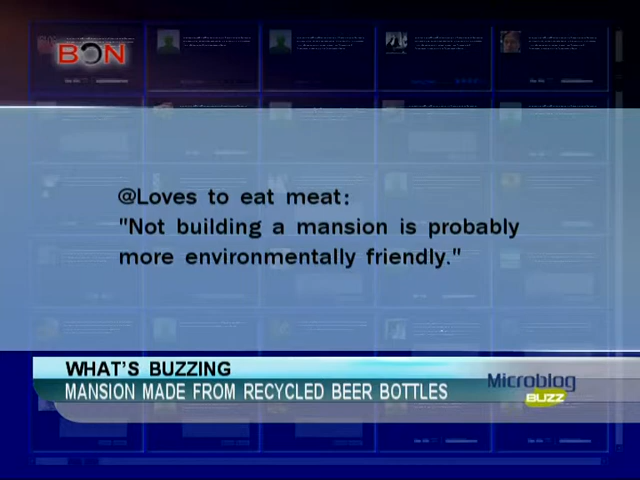 BON
@Loves to eat meat:
"Not building a mansion is probably
more environmentally friendly."
WHAT'S BUZZING
MANSION MADE FROM RECYCLED BEER BOTTLES
Microblog
BUZZ